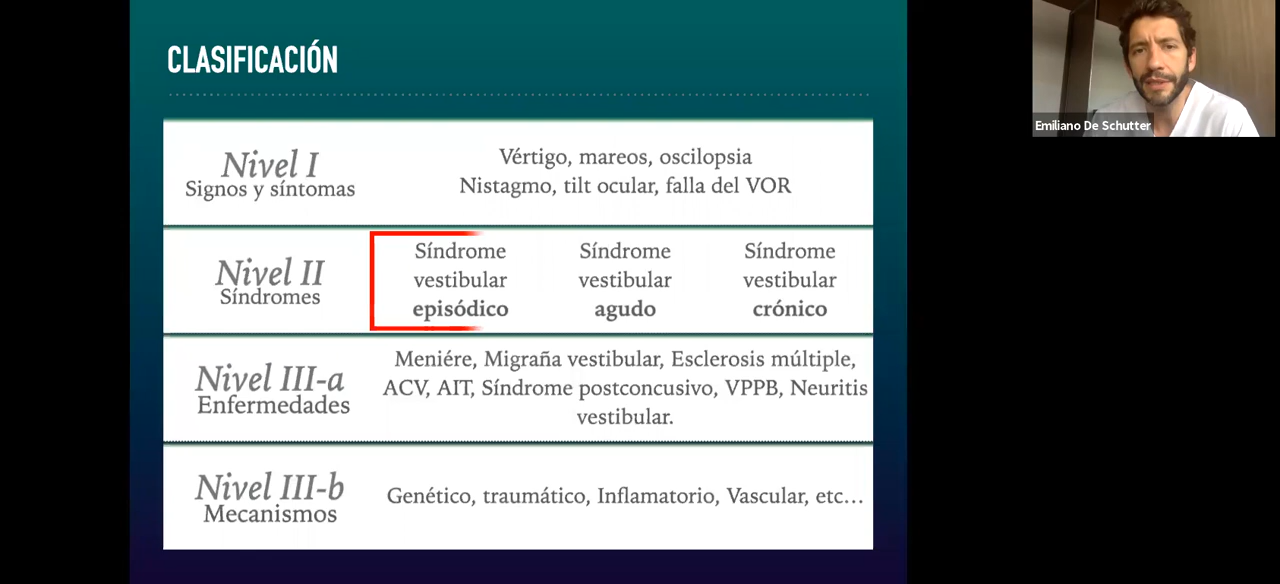 CLASIFICACIÓN
Emiliano De Schutter
Nivel I
Signos y síntomas
Vértigo, mareos, oscilopsia
Nistagmo, tilt ocular, falla del VOR
Nivel II
Síndromes
Síndrome
vestibular
episódico
Síndrome
vestibular
agudo
Síndrome
vestibular
crónico
Nivel III-a
Enfermedades
Meniére, Migraña vestibular, Esclerosis múltiple,
ACV, AIT, Síndrome postconcusivo, VPPB, Neuritis
vestibular.
Nivel III-b
Mecanismos
Genético, traumático, Inflamatorio, Vascular, etc...